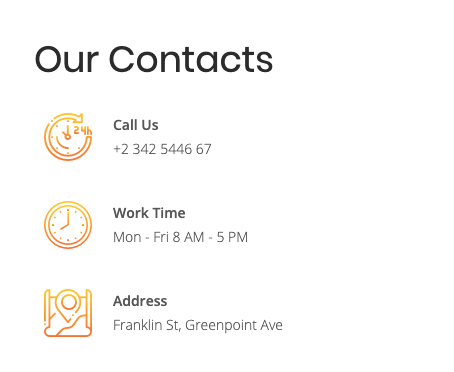 Our Contacts
24h
Call Us
+2 342 5446 67
Work Time
Mon - Fri 8 AM - 5 PM
Address
Franklin St, Greenpoint Ave